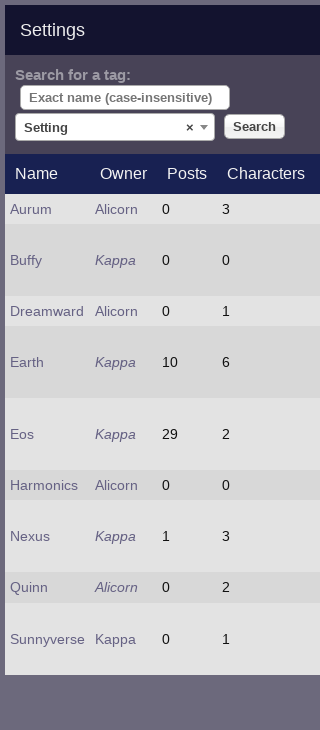 Settings
Search for a tag:
Exact name (case-insensitive)
Setting × Search
Name Owner Posts Characters
Aurum Alicorn 0 3
Buffy Kappa 0 0
Dreamward Alicorn 0 1
Earth Kappa 10 6
Eos Kappa 29 2
Harmonics Alicorn 0 0
Nexus Kappa 1 3
Quinn Alicorn 0 2
Sunnyverse Kappa 0 1